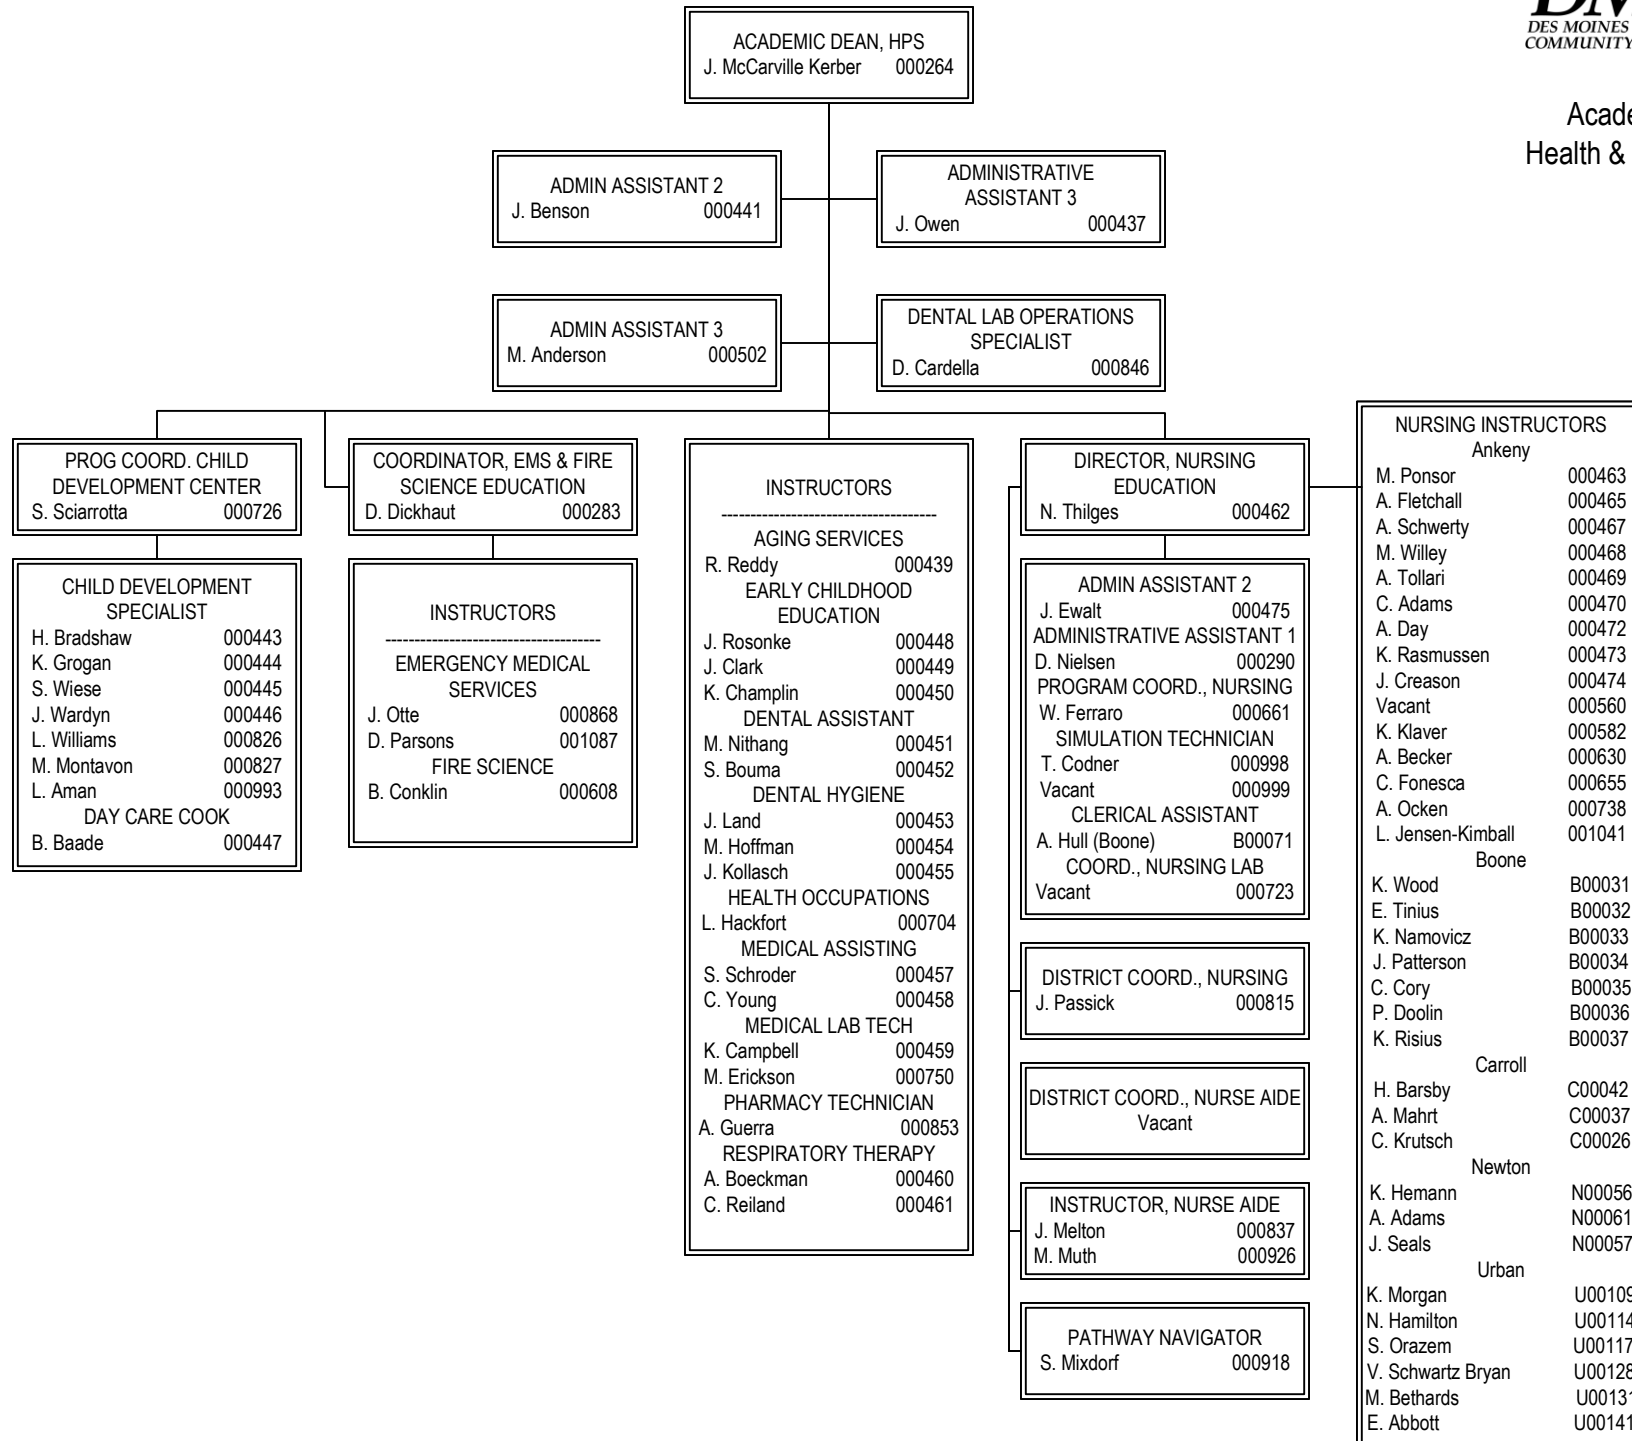 DES MOINES
COMMUNITY
Health &
ACADEMIC DEAN, HPS
J. McCarville Kerber 000264
ADMIN ASSISTANT 2
J. Benson 000441
ADMINISTRATIVE
ASSISTANT 3
J. Owen 000437
ADMIN ASSISTANT 3
M. Anderson 000502
DENTAL LAB OPERATIONS
SPECIALIST
D. Cardella 000846
PROG COORD. CHILD
DEVELOPMENT CENTER
S. Sciarrotta 000726
CHILD DEVELOPMENT
SPECIALIST
H. Bradshaw 000443
K. Grogan 000444
S. Wiese 000445
J. Wardyn 000446
L. Williams 000826
M. Montavon 000827
L. Aman 000993
DAY CARE COOK
B. Baade 000447
COORDINATOR, EMS & FIRE
SCIENCE EDUCATION
D. Dickhaut 000283
INSTRUCTORS
-------------------------------------
EMERGENCY MEDICAL
SERVICES
J. Otte 000868
D. Parsons 001087
FIRE SCIENCE
B. Conklin 000608
INSTRUCTORS
-------------------------------------
AGING SERVICES
R. Reddy 000439
EARLY CHILDHOOD
EDUCATION
J. Rosonke 000448
J. Clark 000449
K. Champlin 000450
DENTAL ASSISTANT
M. Nithang 000451
S. Bouma 000452
DENTAL HYGIENE
J. Land 000453
M. Hoffman 000454
J. Kollasch 000455
HEALTH OCCUPATIONS
L. Hackfort 000704
MEDICAL ASSISTING
S. Schroder 000457
C. Young 000458
MEDICAL LAB TECH
K. Campbell 000459
M. Erickson 000750
PHARMACY TECHNICIAN
A. Guerra 000853
RESPIRATORY THERAPY
A. Boeckman 000460
C. Reiland 000461
DIRECTOR, NURSING
EDUCATION
N. Thilges 000462
ADMIN ASSISTANT 2
J. Ewalt 000475
ADMINISTRATIVE ASSISTANT 1
D. Nielsen 000290
PROGRAM COORD., NURSING
W. Ferraro 000661
SIMULATION TECHNICIAN
T. Codner 000998
Vacant 000999
CLERICAL ASSISTANT
A. Hull (Boone) B00071
COORD., NURSING LAB
Vacant 000723
DISTRICT COORD., NURSING
J. Passick 000815
DISTRICT COORD., NURSE AIDE
Vacant
INSTRUCTOR, NURSE AIDE
J. Melton 000837
M. Muth 000926
PATHWAY NAVIGATOR
S. Mixdorf 000918
NURSING INSTRUCTORS
Ankeny
M. Ponsor 000463
A. Fletchall 000465
A. Schwerty 000467
M. Willey 000468
A. Tollari 000469
C. Adams 000470
A. Day 000472
K. Rasmussen 000473
J. Creason 000474
Vacant 000560
K. Klaver 000582
A. Becker 000630
C. Fonesca 000655
A. Ocken 000738
L. Jensen-Kimball 001041
Boone
K. Wood B00031
E. Tinius B00032
K. Namovicz B00033
J. Patterson B00034
C. Cory B00035
P. Doolin B00036
K. Risius B00037
Carroll
H. Barsby C00042
A. Mahrt C00037
C. Krutsch C00026
Newton
K. Hemann N00056
A. Adams N00061
J. Seals N00057
Urban
K. Morgan U00109
N. Hamilton U00114
S. Orazem U00117
V. Schwartz Bryan U00128
M. Bethards U00131
E. Abbott U00141